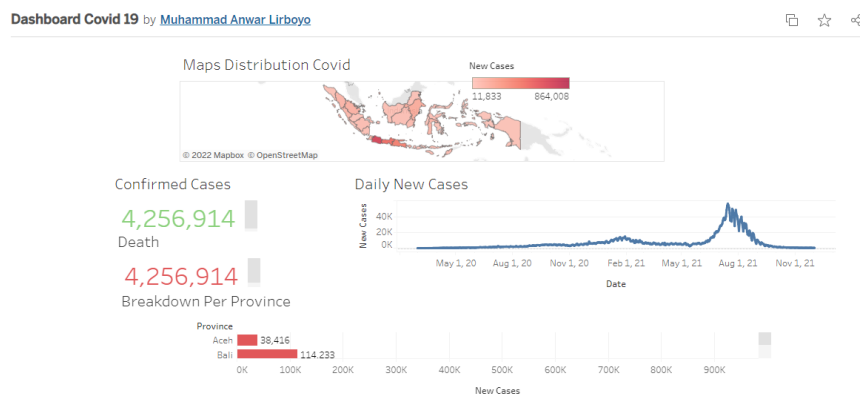 Dashboard Covid 19 by Muhammad Anwar Lirboyo
Maps Distribution Covid
New Cases
11,833 864,008
© 2022 Mapbox © OpenStreetMap
Confirmed Cases
4,256,914
Death
4,256,914
Daily New Cases
New Cases
40K
20K
0K
May 1, 20 Aug 1, 20 Nov 1, 20 Feb 1, 21 May 1, 21 Aug 1, 21 Nov 1, 21
Date
Breakdown Per Province
Province
Aceh 38,416
Bali 114.233
0K 100K 200K 300K 400K 500K 600K 700K 800K 900K
New Cases